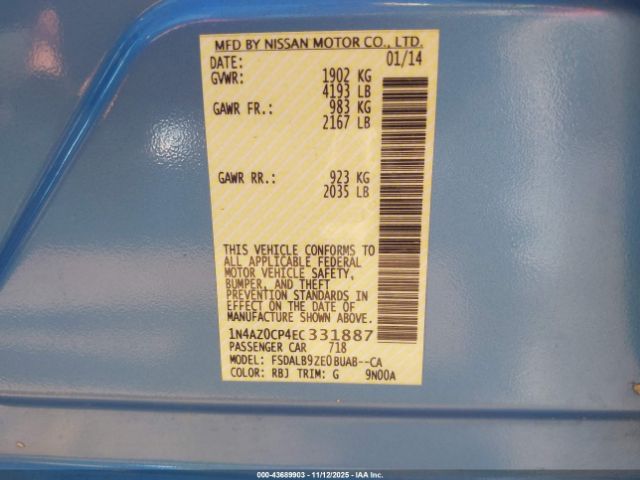 MFD BY NISSAN MOTOR CO., LTD.
DATE: 01/14
GVWR: 1902 KG
4193 LB
GAWR FR.: 983 KG
2167 LB
GAWR RR.: 923 KG
2035 LB
THIS VEHICLE CONFORMS TO
ALL APPLICABLE FEDERAL
MOTOR VEHICLE SAFETY,
BUMPER, AND THEFT
PREVENTION STANDARDS IN
EFFECT ON THE DATE OF
MANUFACTURE SHOWN ABOVE.
1N4AZ0CP4EC331887
PASSENGER CAR 718
MODEL: FSDALB9ZE0BUAB--CA
COLOR: RBJ TRIM: G 9N00A
000-43689903 - 11/12/2025 - IAA Inc.